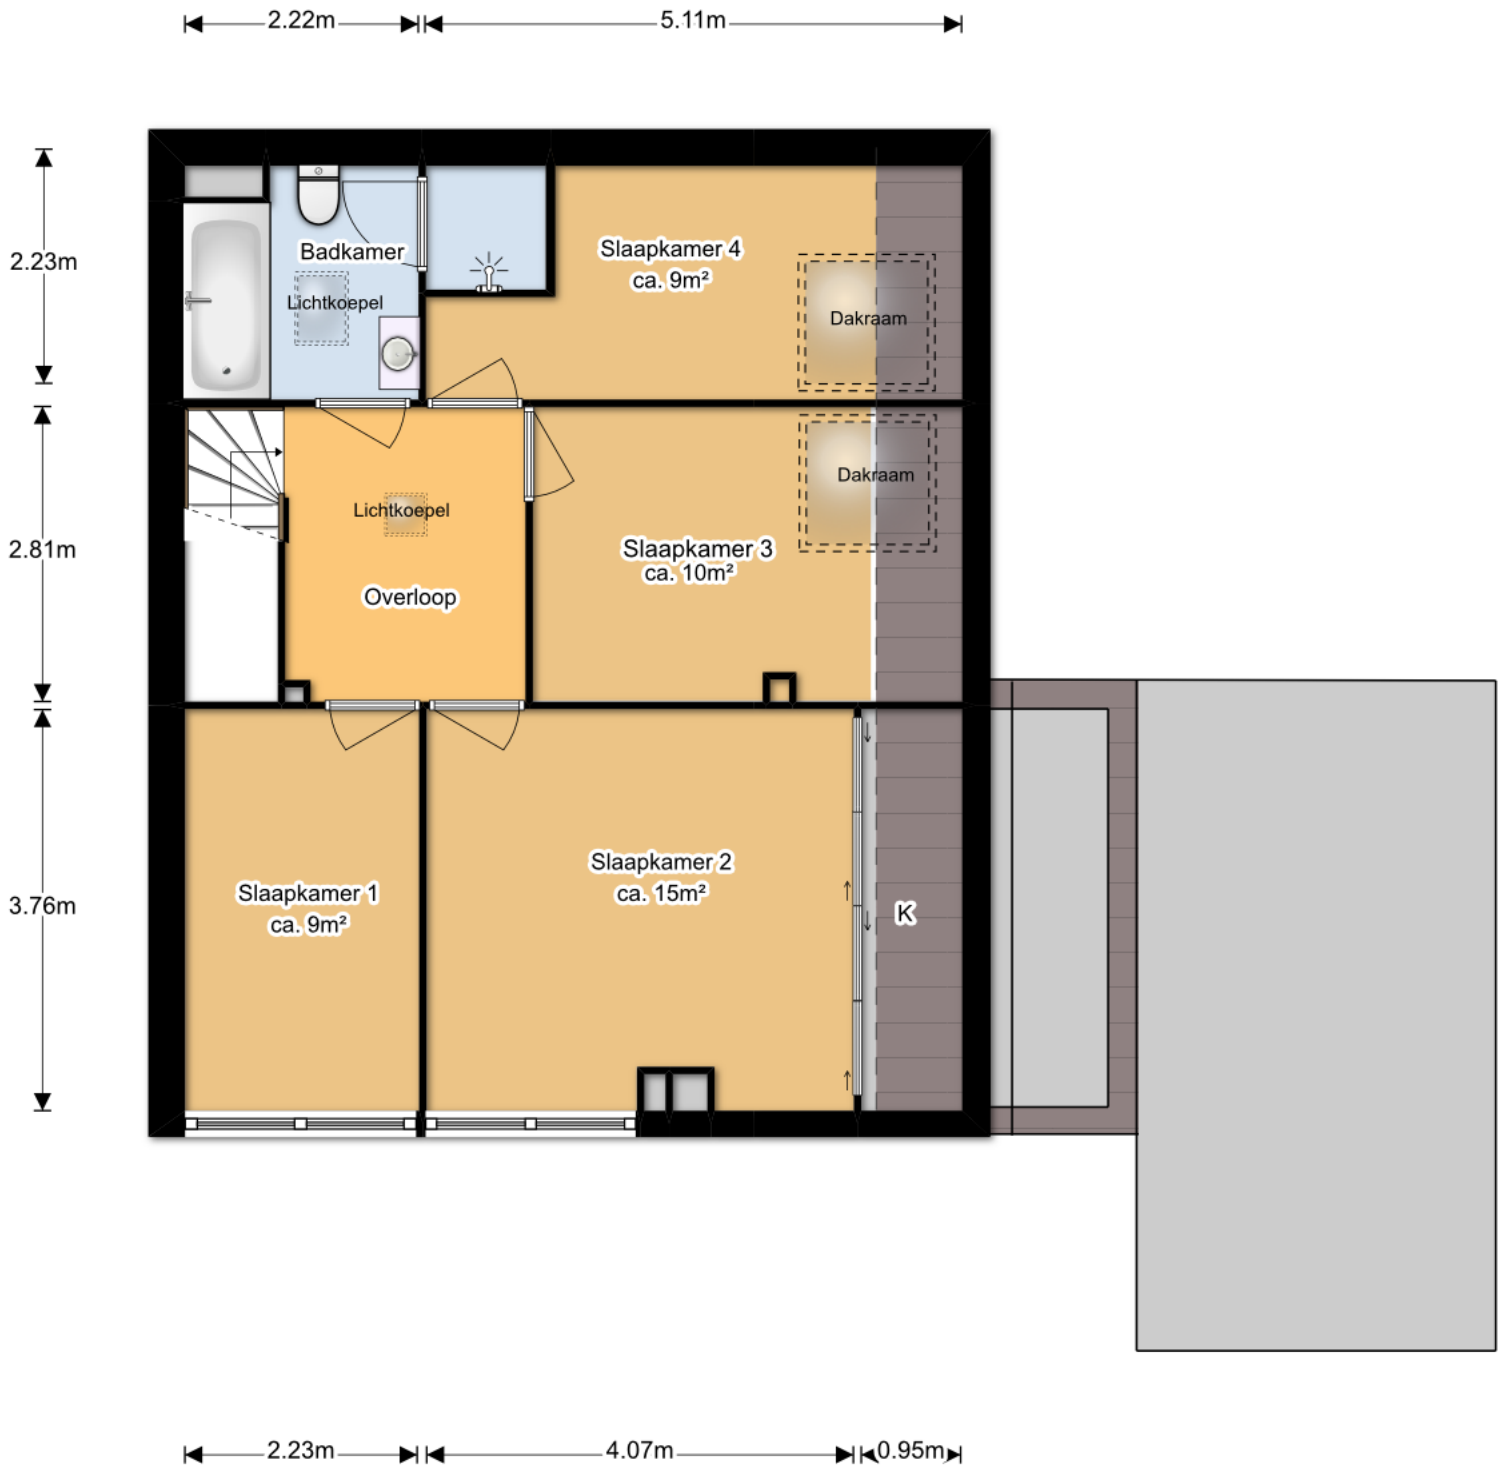 2.22m
5.11m
2.23m
Badkamer
Lichtkoepel
Slaapkamer 4
ca. 9m²
Dakraam
2.81m
Lichtkoepel
Overloop
Slaapkamer 3
ca. 10m²
Dakraam
3.76m
Slaapkamer 1
ca. 9m²
Slaapkamer 2
ca. 15m²
K
2.23m
4.07m
0.95m